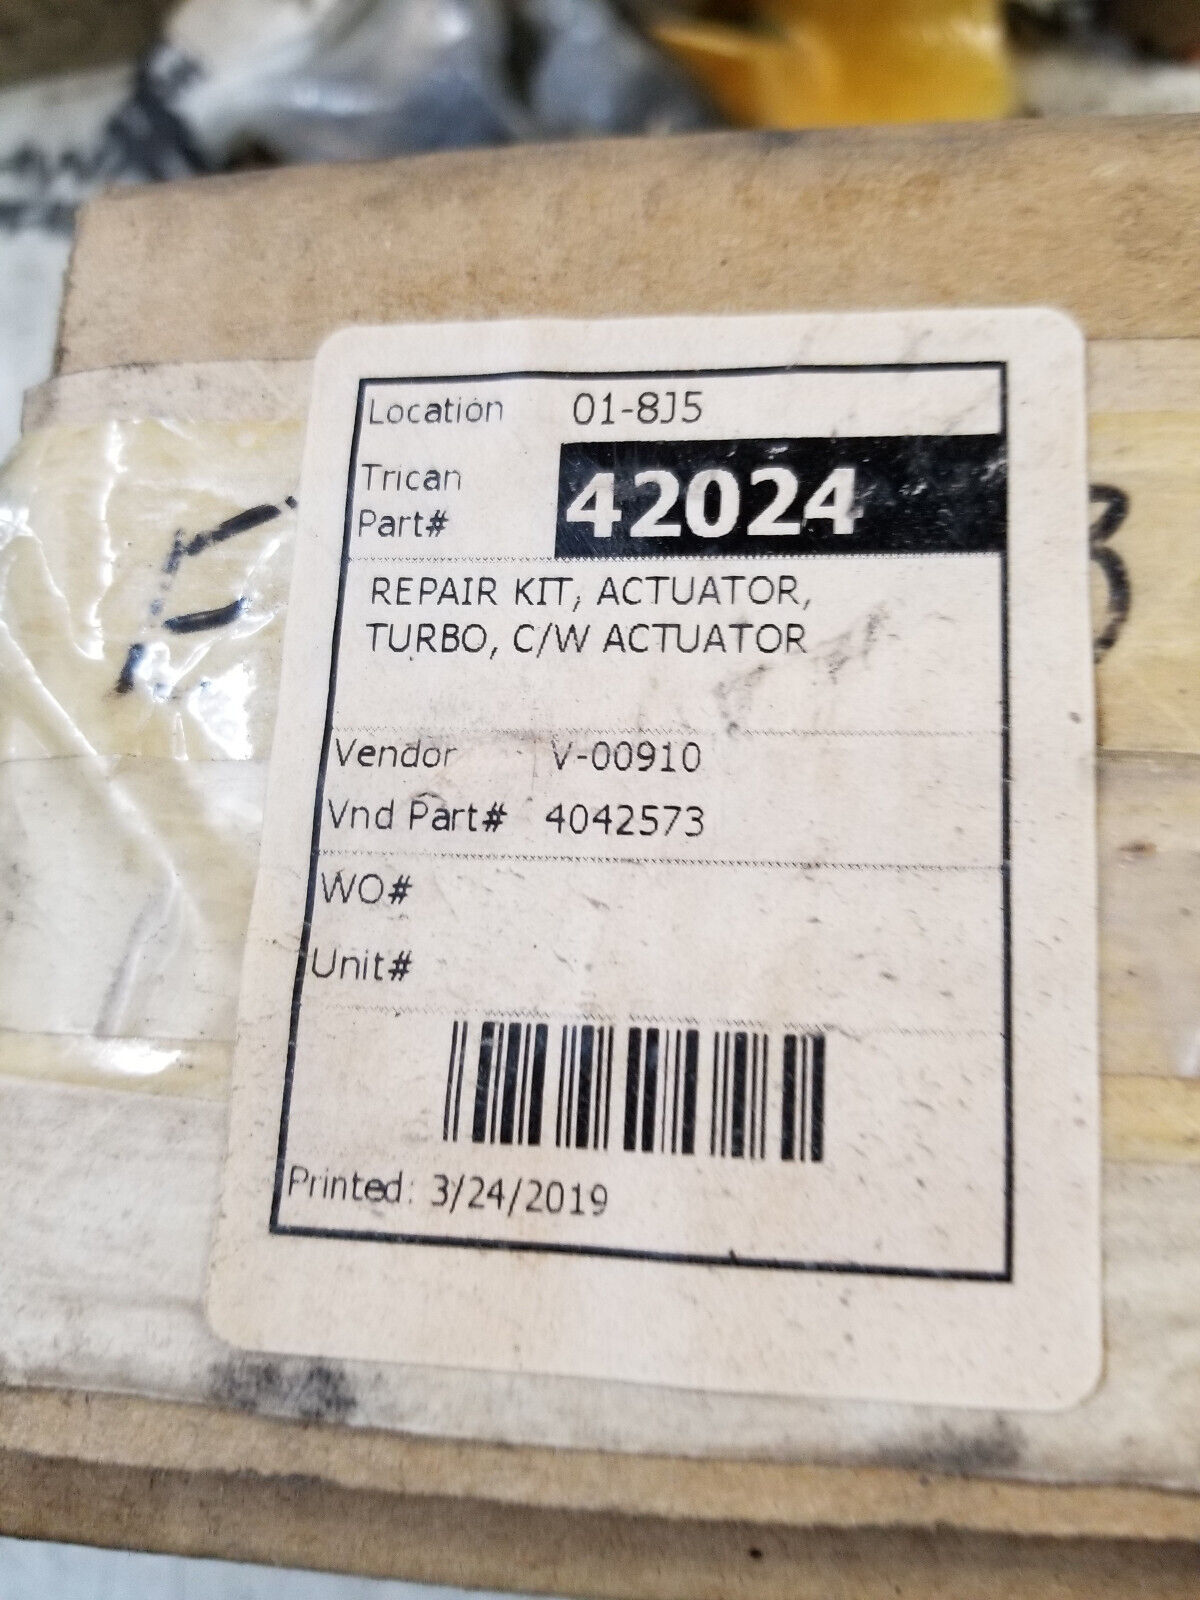 Location 01-8J5
Trican Part# 42024
REPAIR KIT, ACTUATOR,
TURBO, C/W ACTUATOR
Vendor V-00910
Vnd Part# 4042573
WO#
Unit#
Printed: 3/24/2019